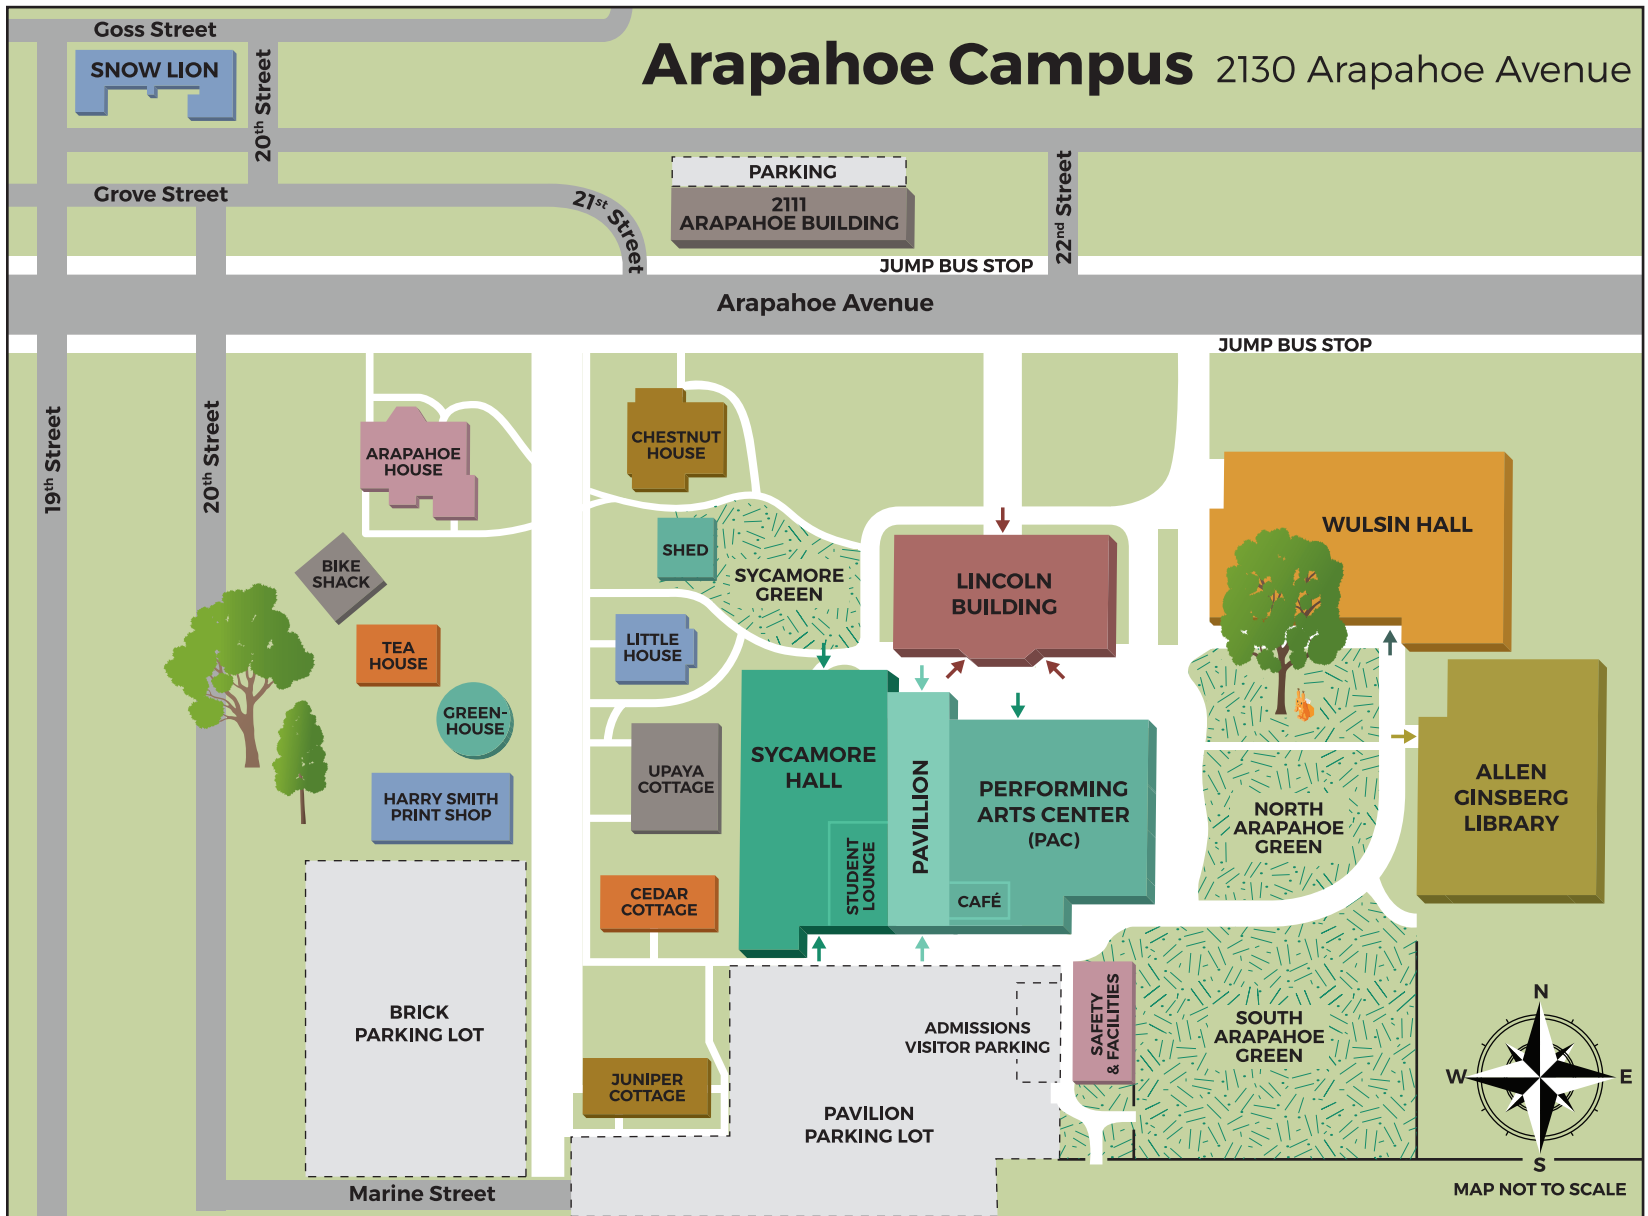 Goss Street
SNOW LION
20th Street
Arapahoe Campus 2130 Arapahoe Avenue
Grove Street
21st Street
PARKING
2111
ARAPAHOE BUILDING
22nd Street
JUMP BUS STOP
Arapahoe Avenue
JUMP BUS STOP
19th Street
20th Street
ARAPAHOE
HOUSE
CHESTNUT
HOUSE
BIKE
SHACK
SHED
SYCAMORE
GREEN
LINCOLN
BUILDING
WULSIN HALL
TEA
HOUSE
LITTLE
HOUSE
GREEN-
HOUSE
UPAYA
COTTAGE
SYCAMORE
HALL
STUDENT
LOUNGE
PAVILLION
PERFORMING
ARTS CENTER
(PAC)
CAFÉ
NORTH
ARAPAHOE
GREEN
ALLEN
GINSBERG
LIBRARY
HARRY SMITH
PRINT SHOP
CEDAR
COTTAGE
BRICK
PARKING LOT
JUNIPER
COTTAGE
ADMISSIONS
VISITOR PARKING
PAVILION
PARKING LOT
SAFETY
& FACILITIES
SOUTH
ARAPAHOE
GREEN
N
W
E
S
MAP NOT TO SCALE
Marine Street